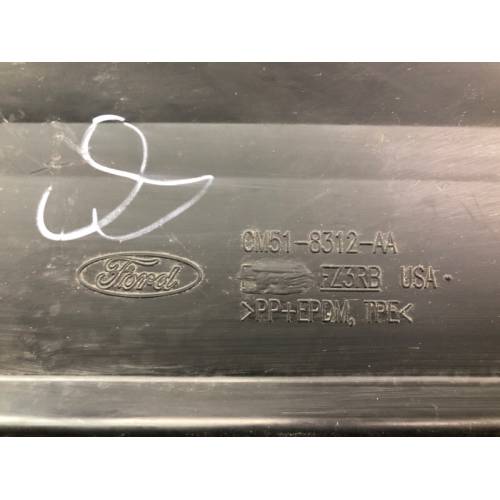 Ford
CM51-8312-AA
FZ3RB USA
>PP+EPDM, TPE<